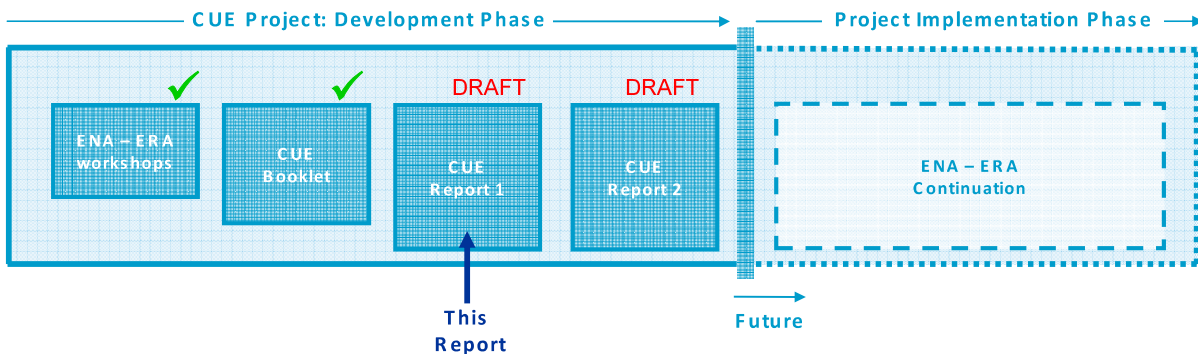 CUE Project: Development Phase
Project Implementation Phase
DRAFT
DRAFT
ENA – ERA
workshops
CUE
Booklet
CUE
Report 1
CUE
Report 2
ENA – ERA
Continuation
This
Report
Future